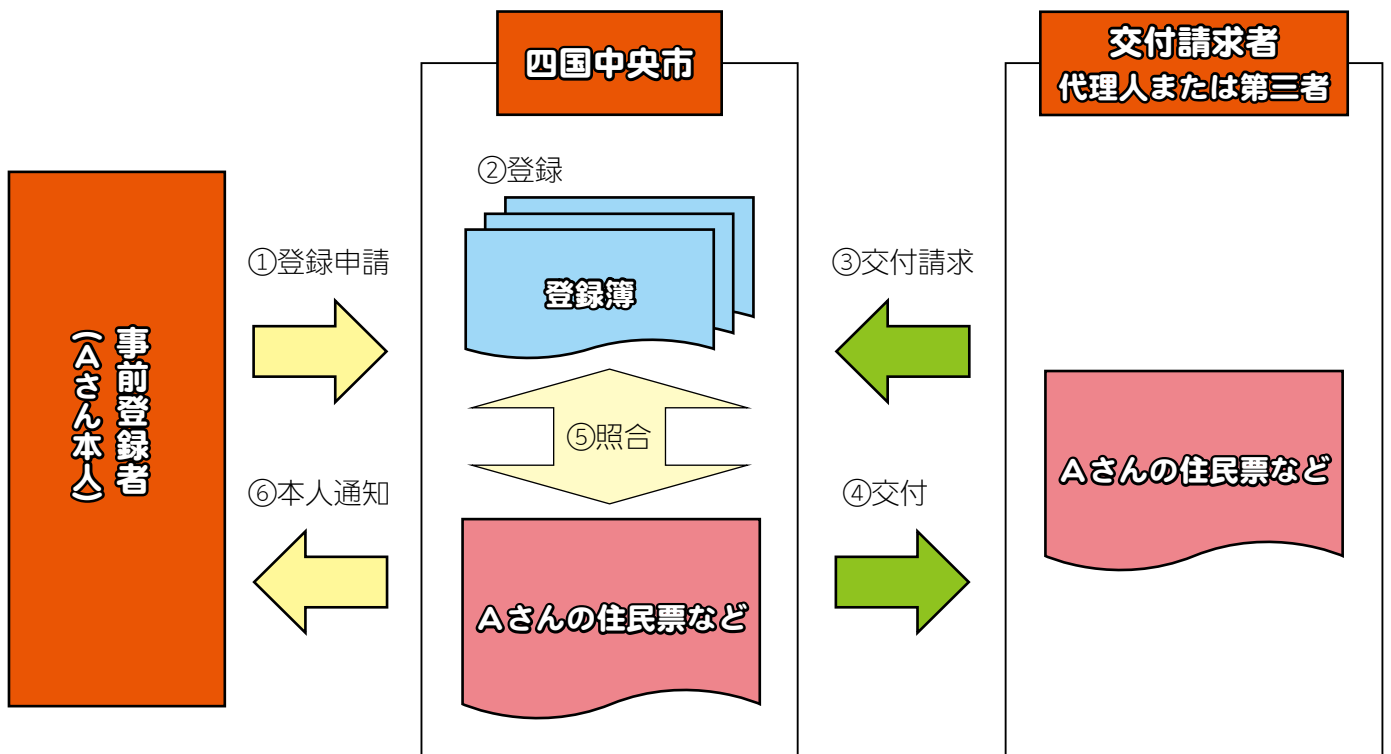 四国中央市
交付請求者
代理人または第三者
②登録
①登録申請
登録簿
③交付請求
事前登録者
（Aさん本人）
⑤照合
⑥本人通知
④交付
Aさんの住民票など
Aさんの住民票など